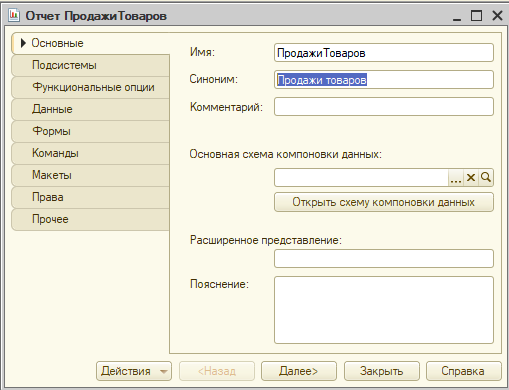 Отчет ПродажиТоваров
Основные
Подсистемы
Функциональные опции
Данные
Формы
Команды
Макеты
Права
Прочее
Имя: ПродажиТоваров
Синоним: Продажи товаров
Комментарий:
Основная схема компоновки данных:
...
Открыть схему компоновки данных
Расширенное представление:
Пояснение:
Действия <Назад Далее> Закрыть Справка